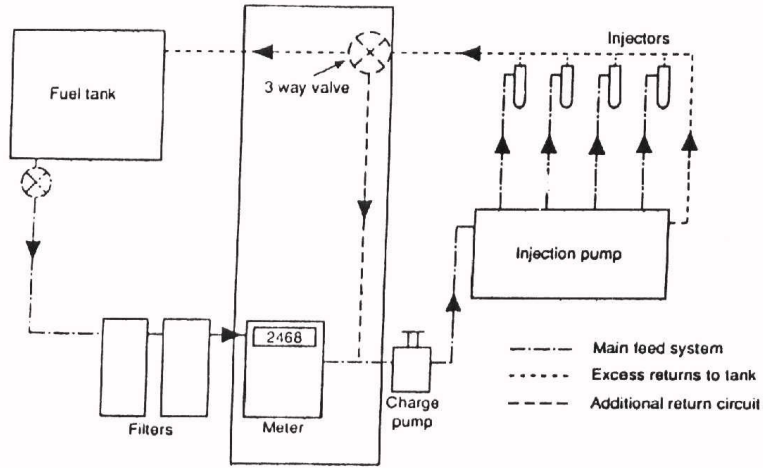 Injectors
Fuel tank
3 way valve
Injection pump
2468
Main feed system
Excess returns to tank
Additional return circuit
Filters
Meter
Charge
pump